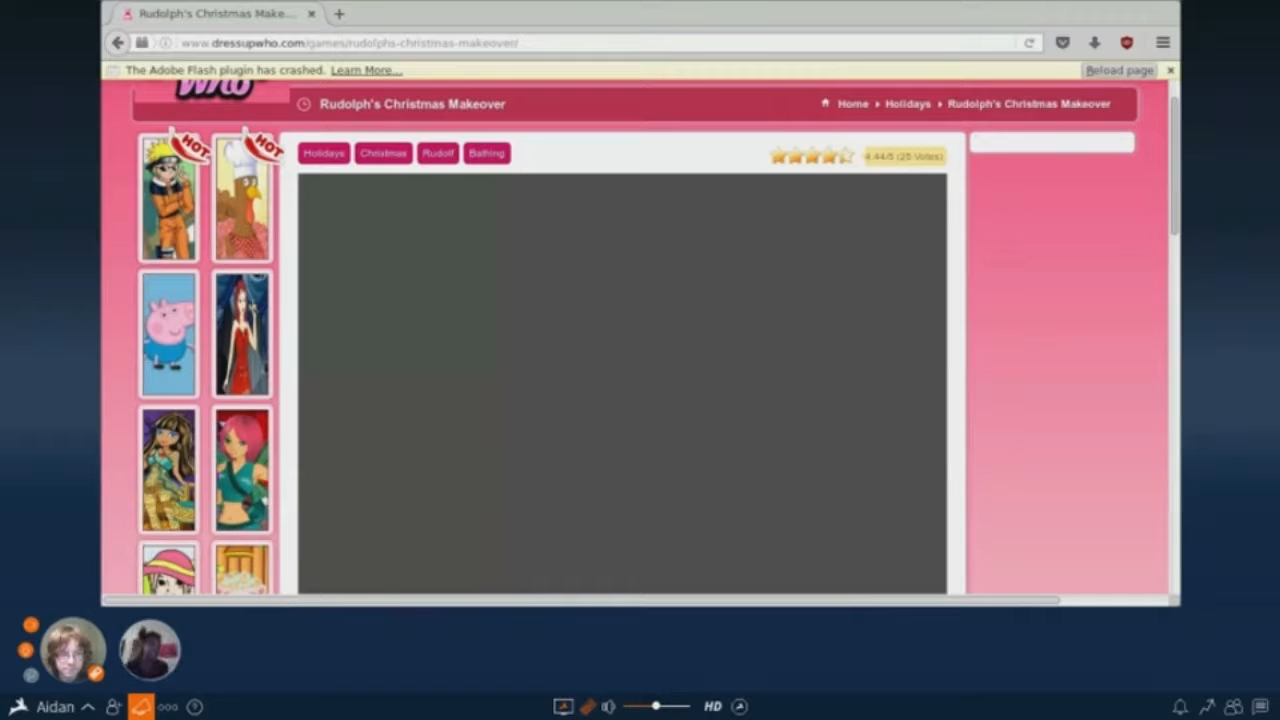 Rudolph's Christmas Make...
www.dressupwho.com/games/rudolphs-christmas-makeover/
The Adobe Flash plugin has crashed. Learn More...
Reload page
WHO
Rudolph's Christmas Makeover
Home Holidays Rudolph's Christmas Makeover
HOT
HOT
Holidays Christmas Rudolf Bathing
4.44/5 (25 Votes)
Aidan
HD